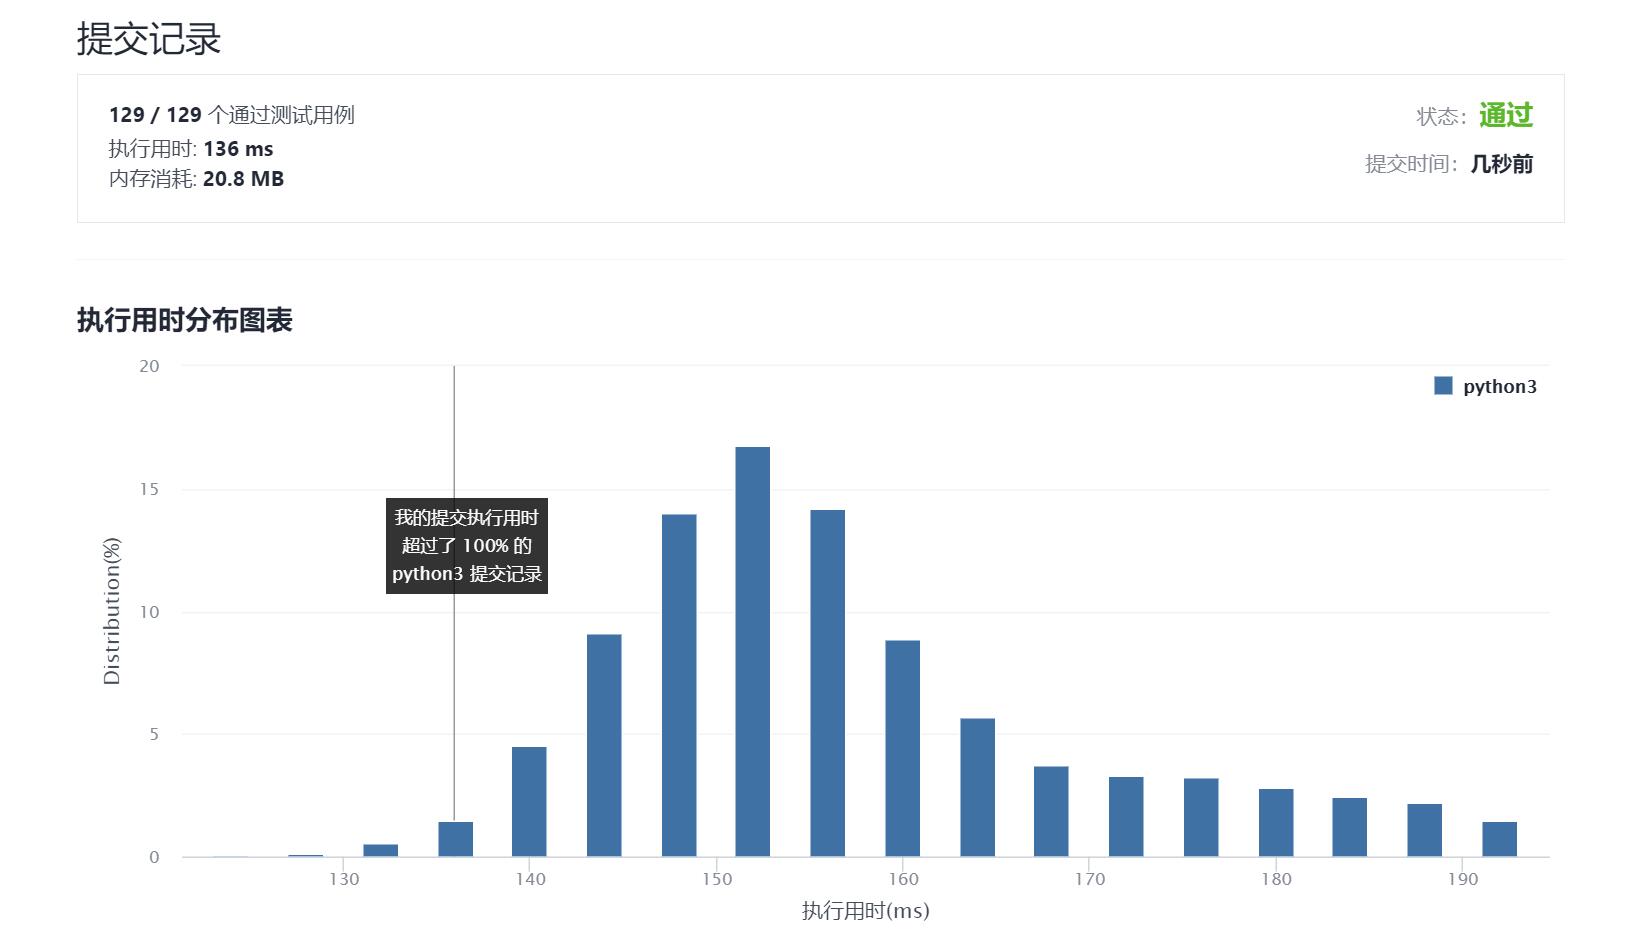 提交记录
129 / 129 个通过测试用例
状态：通过
执行用时: 136 ms
提交时间：几秒前
内存消耗: 20.8 MB
执行用时分布图表
20
python3
15
我的提交执行用时
超过了 100% 的
python3 提交记录
Distribution(%)
10
5
0
130 140 150 160 170 180 190
执行用时(ms)